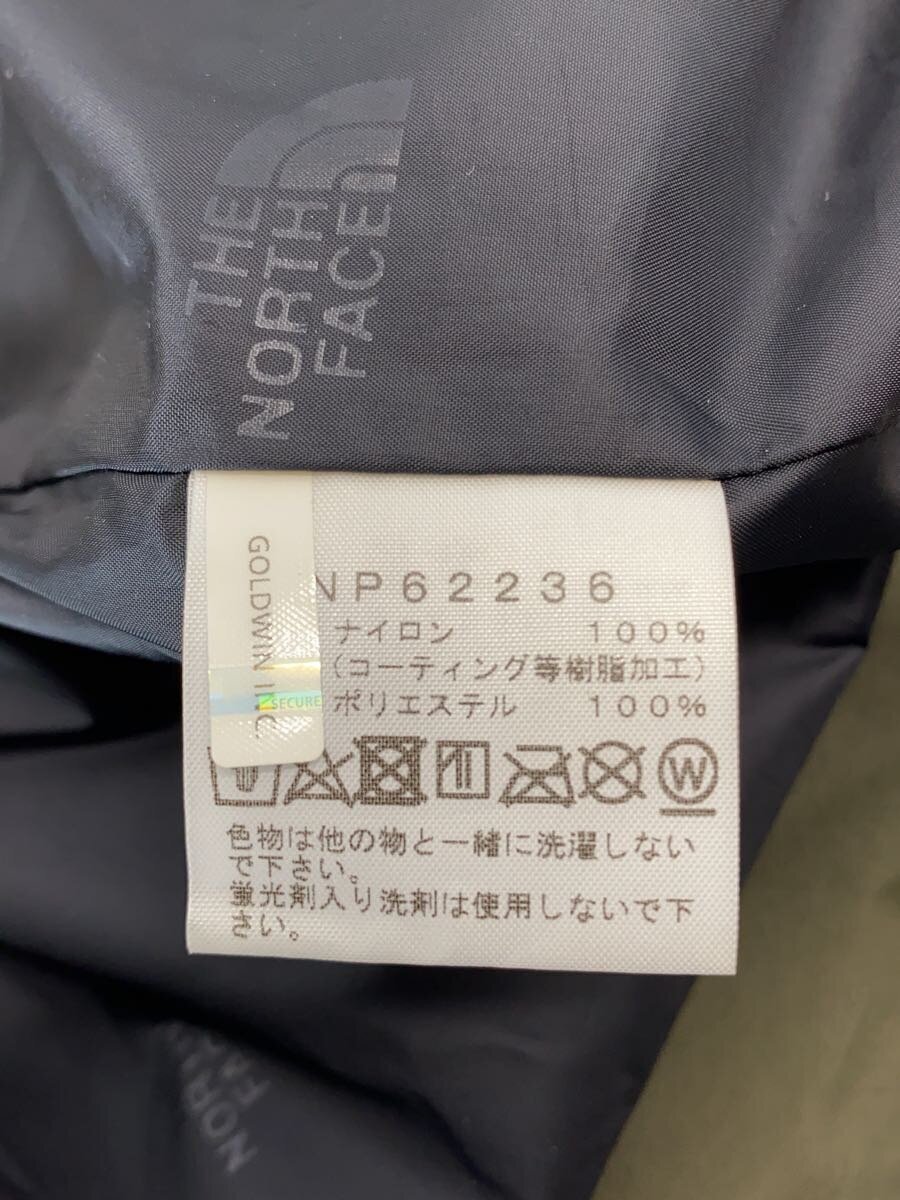 THE
NORTH
FACE
GOLDWIN INC
SECURE
NP62236
ナイロン 100%
(コーティング等樹脂加工)
ポリエステル 100%
W
色物は他の物と一緒に洗濯しない
で下さい。
蛍光剤入り洗剤は使用しないで下
さい。
NORTH